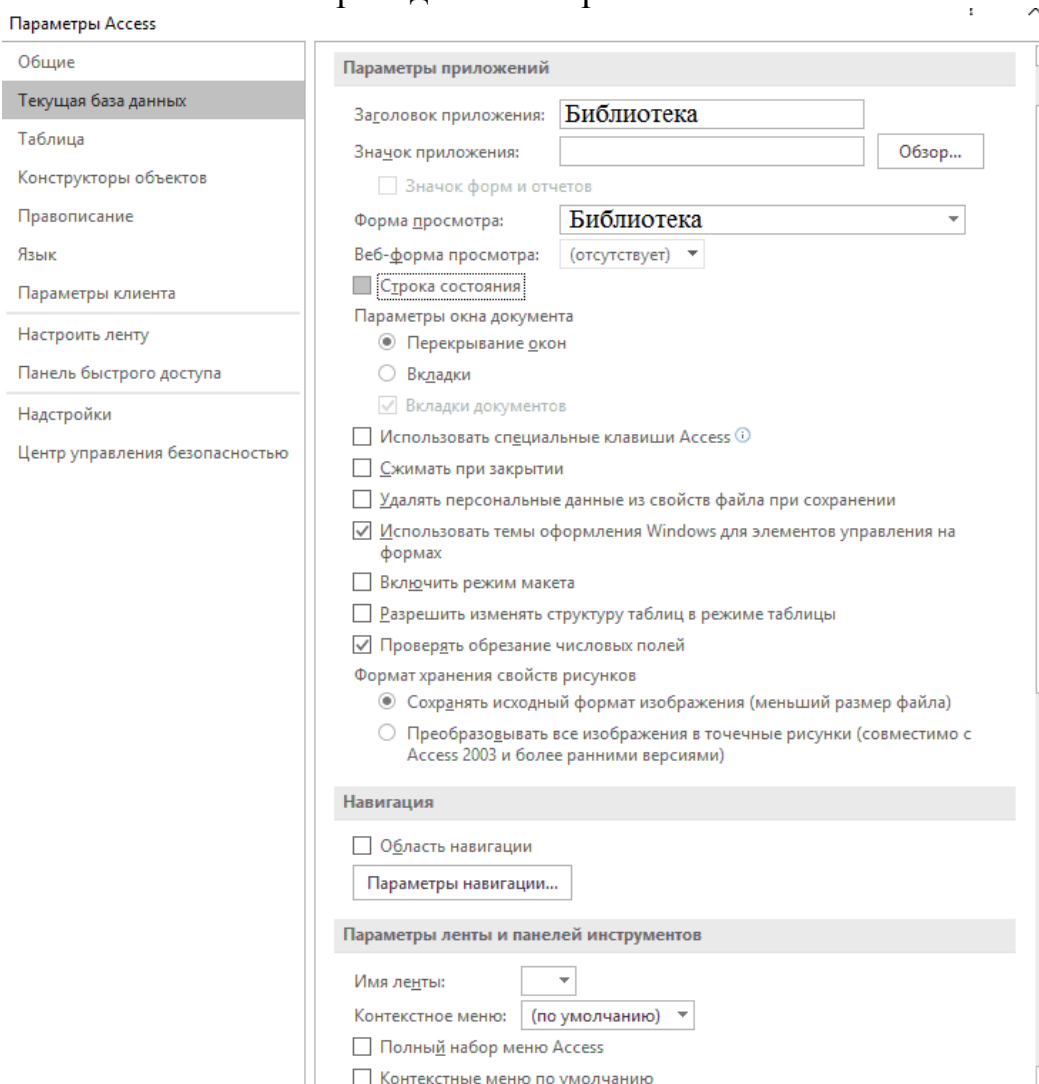 Параметры Access
Общие
Текущая база данных
Таблица
Конструкторы объектов
Правописание
Язык
Параметры клиента
Настроить ленту
Панель быстрого доступа
Надстройки
Центр управления безопасностью
Параметры приложений
Заголовок приложения: Библиотека
Значок приложения: Обзор...
Значок форм и отчетов
Форма просмотра: Библиотека
Веб-форма просмотра: (отсутствует)
Строка состояния
Параметры окна документа
Перекрывание окон
Вкладки
Вкладки документов
Использовать специальные клавиши Access
Сжимать при закрытии
Удалять персональные данные из свойств файла при сохранении
Использовать темы оформления Windows для элементов управления на
формах
Включить режим макета
Разрешить изменять структуру таблиц в режиме таблицы
Проверять обрезание числовых полей
Формат хранения свойств рисунков
Сохранять исходный формат изображения (меньший размер файла)
Преобразовывать все изображения в точечные рисунки (совместимо с
Access 2003 и более ранними версиями)
Навигация
Область навигации
Параметры навигации...
Параметры ленты и панелей инструментов
Имя ленты:
Контекстное меню: (по умолчанию)
Полный набор меню Access
Контекстные меню по умолчанию